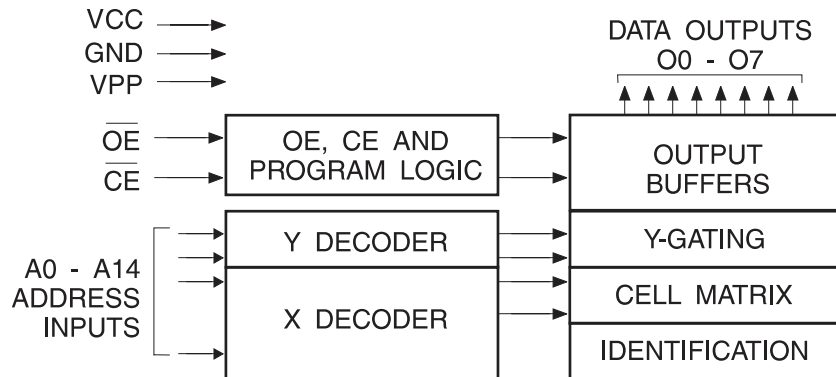 VCC
GND
VPP
OE
CE
A0 - A14
ADDRESS
INPUTS
OE, CE AND
PROGRAM LOGIC
Y DECODER
X DECODER
DATA OUTPUTS
O0 - O7
OUTPUT
BUFFERS
Y-GATING
CELL MATRIX
IDENTIFICATION